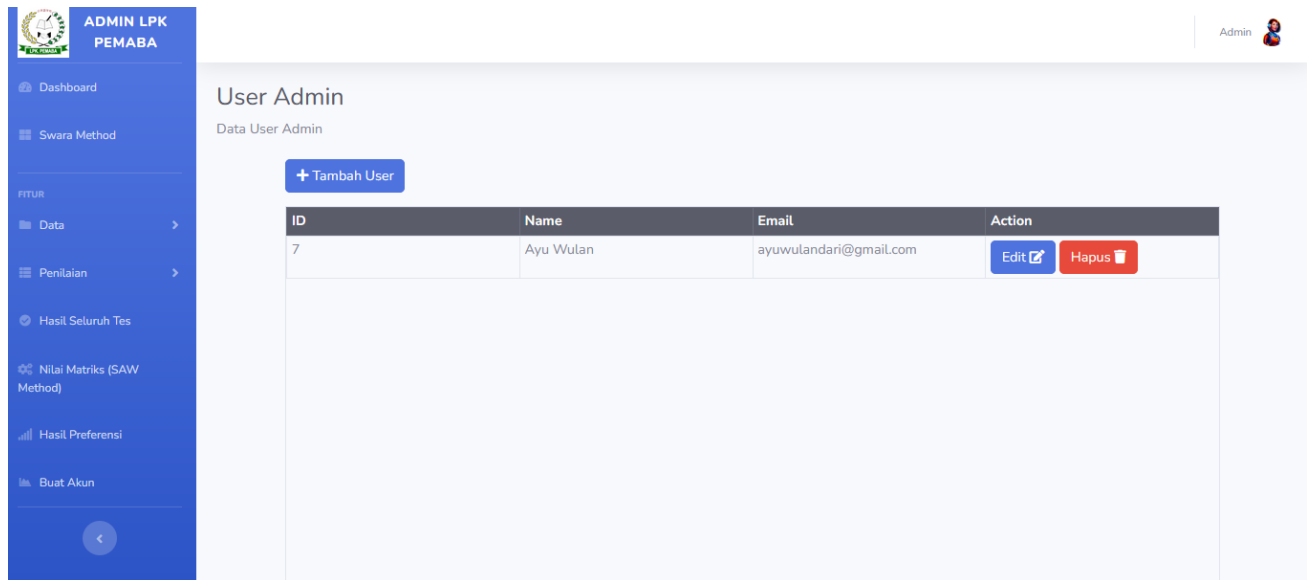 ADMIN LPK
PEMABA
LPK PEMABA
Admin
Dashboard
Swara Method
FITUR
Data
Penilaian
Hasil Seluruh Tes
Nilai Matriks (SAW
Method)
Hasil Preferensi
Buat Akun
User Admin
Data User Admin
Tambah User
ID Name Email Action
7 Ayu Wulan ayuwulandari@gmail.com Edit Hapus